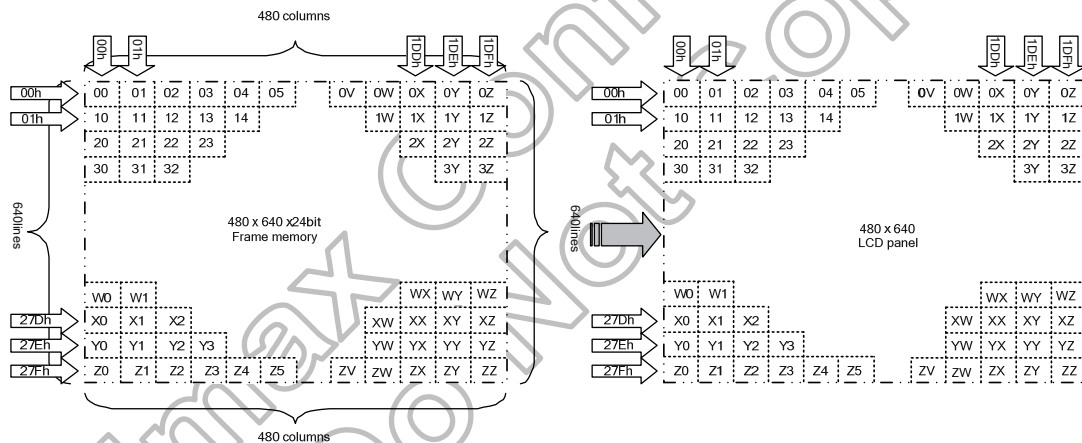 480 columns
00h 01h 1DDh 1DEh 1DFh
00h 00 01 02 03 04 05 0V 0W 0X 0Y 0Z
01h 10 11 12 13 14 1W 1X 1Y 1Z
20 21 22 23 2X 2Y 2Z
30 31 32 3Y 3Z
640lines
480 x 640 x24bit
Frame memory
640lines
W0 W1 WX WY WZ
27Dh X0 X1 X2 XW XX XY XZ
27Eh Y0 Y1 Y2 Y3 YW YX YY YZ
27Fh Z0 Z1 Z2 Z3 Z4 Z5 ZV ZW ZX ZY ZZ
480 columns
00h 01h 1DDh 1DEh 1DFh
00h 00 01 02 03 04 05 0V 0W 0X 0Y 0Z
01h 10 11 12 13 14 1W 1X 1Y 1Z
20 21 22 23 2X 2Y 2Z
30 31 32 3Y 3Z
480 x 640
LCD panel
W0 W1 WX WY WZ
27Dh X0 X1 X2 XW XX XY XZ
27Eh Y0 Y1 Y2 Y3 YW YX YY YZ
27Fh Z0 Z1 Z2 Z3 Z4 Z5 ZV ZW ZX ZY ZZ
Do Not